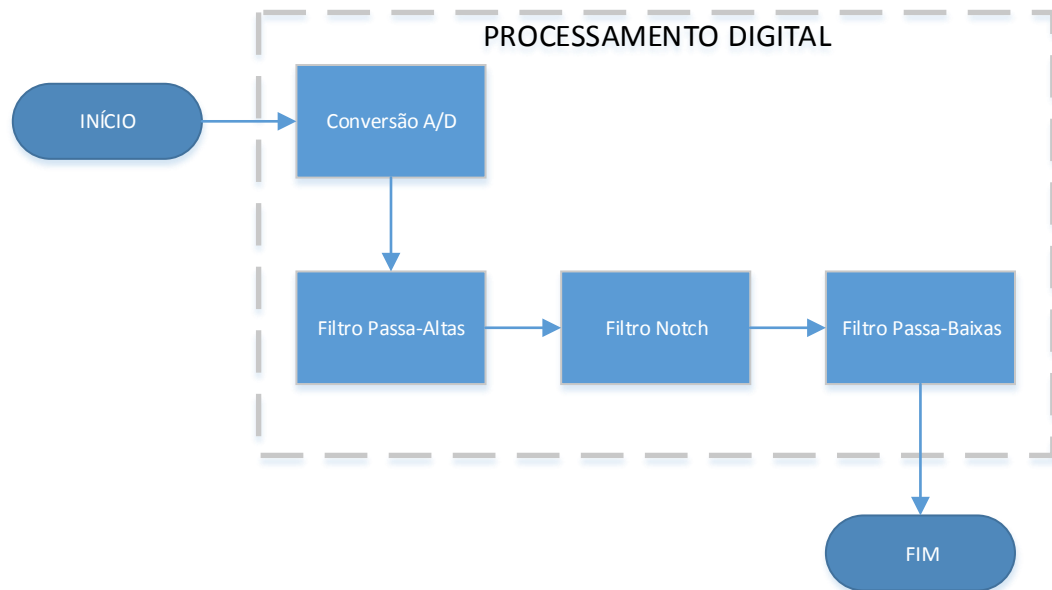 PROCESSAMENTO DIGITAL
INÍCIO
Conversão A/D
Filtro Passa-Altas
Filtro Notch
Filtro Passa-Baixas
FIM